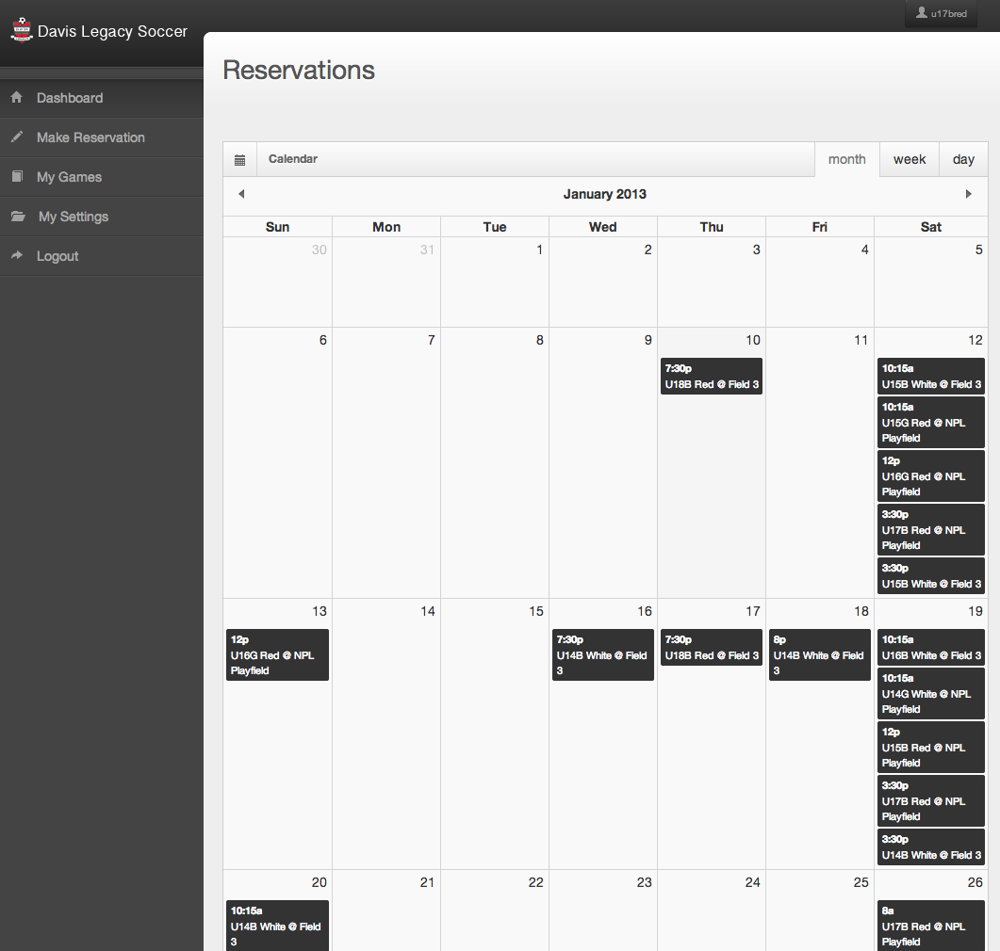 u17bred
Davis Legacy Soccer
Reservations
Dashboard
Make Reservation
My Games
My Settings
Logout
Calendar
month week day
January 2013
Sun Mon Tue Wed Thu Fri Sat
30 31 1 2 3 4 5
6 7 8 9 10 11 12
7:30p
U18B Red @ Field 3
10:15a
U15B White @ Field 3
10:15a
U15G Red @ NPL
Playfield
12p
U16G Red @ NPL
Playfield
3:30p
U17B Red @ NPL
Playfield
3:30p
U15B White @ Field 3
13 14 15 16 17 18 19
12p
U16G Red @ NPL
Playfield
7:30p
U14B White @ Field
3
7:30p
U18B Red @ Field 3
8p
U14B White @ Field
3
10:15a
U16B White @ Field 3
10:15a
U14G White @ NPL
Playfield
12p
U15B Red @ NPL
Playfield
3:30p
U17B Red @ NPL
Playfield
3:30p
U14B White @ Field 3
20 21 22 23 24 25 26
10:15a
U14B White @ Field
3
8a
U17B Red @ NPL
Playfield